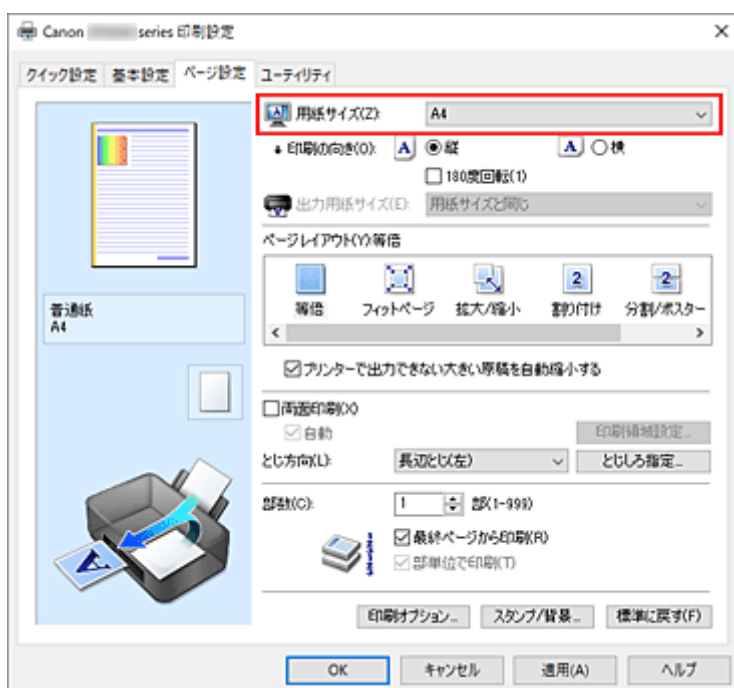 Canon series 印刷設定
クイック設定 基本設定 ページ設定 ユーティリティ
用紙サイズ(Z): A4
印刷の向き(O): A 縦 A 横
180度回転(1)
出力用紙サイズ(E): 用紙サイズと同じ
ページレイアウト(Y):等倍
等倍 フィットページ 拡大/縮小 割り付け 分割/ポスター
普通紙
A4
プリンターで出力できない大きい原稿を自動縮小する
両面印刷(X)
自動 印刷領域設定...
とじ方向(L): 長辺とじ(左) とじしろ指定...
部数(C): 1 部(1-999)
最終ページから印刷(R)
部単位で印刷(T)
印刷オプション... スタンプ/背景... 標準に戻す(F)
OK キャンセル 適用(A) ヘルプ